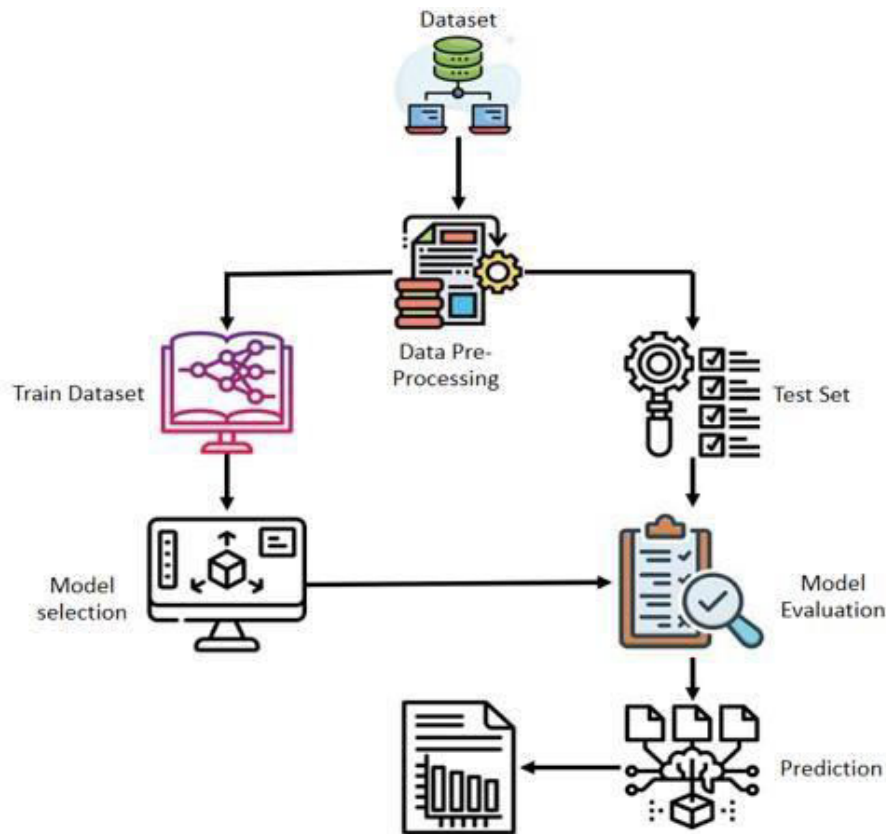 Dataset
Data Pre-
Processing
Train Dataset
Test Set
Model
selection
Model
Evaluation
Prediction